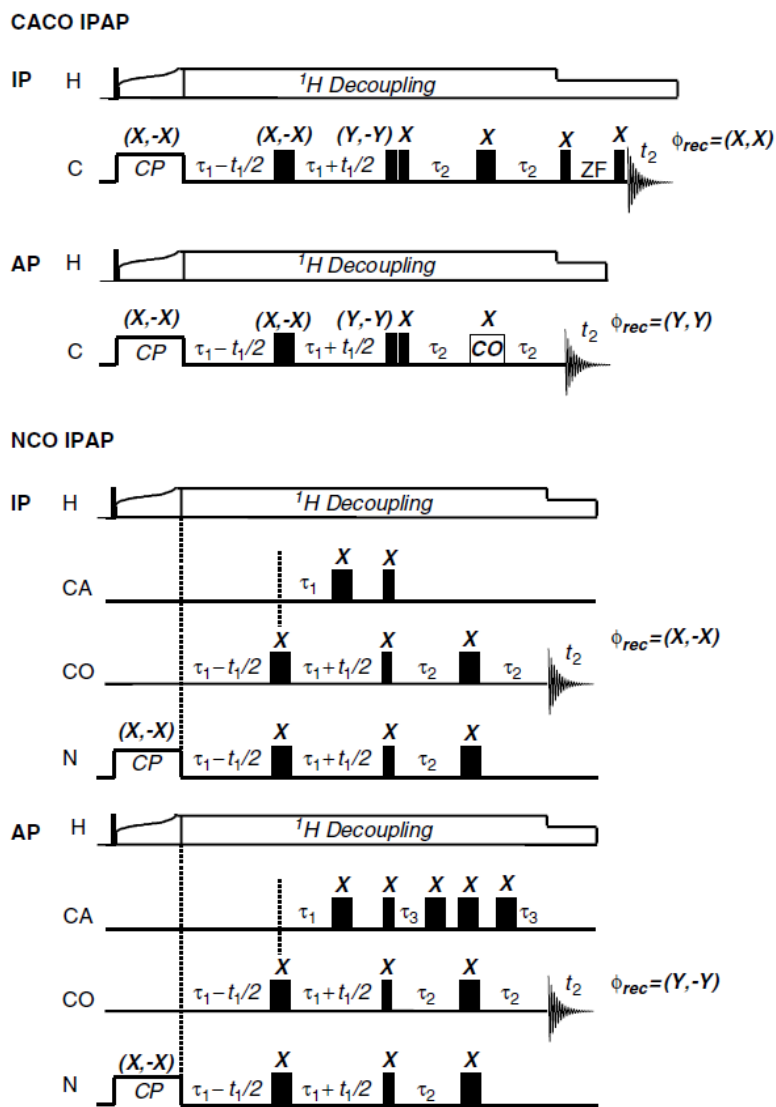 CACO IPAP
IP H ¹H Decoupling
(X,-X) (X,-X) (Y,-Y) X X X X t₂ ϕrec=(X,X)
C CP τ₁−t₁/2 τ₁+t₁/2 τ₂ τ₂ ZF
AP H ¹H Decoupling
(X,-X) (X,-X) (Y,-Y) X X t₂ ϕrec=(Y,Y)
C CP τ₁−t₁/2 τ₁+t₁/2 τ₂ CO τ₂
NCO IPAP
IP H ¹H Decoupling
X X
CA τ₁
X X X t₂ ϕrec=(X,-X)
CO τ₁−t₁/2 τ₁+t₁/2 τ₂ τ₂
(X,-X) X X X
N CP τ₁−t₁/2 τ₁+t₁/2 τ₂
AP H ¹H Decoupling
X X X X X
CA τ₁ τ₃ τ₃
X X X t₂ ϕrec=(Y,-Y)
CO τ₁−t₁/2 τ₁+t₁/2 τ₂ τ₂
(X,-X) X X X
N CP τ₁−t₁/2 τ₁+t₁/2 τ₂